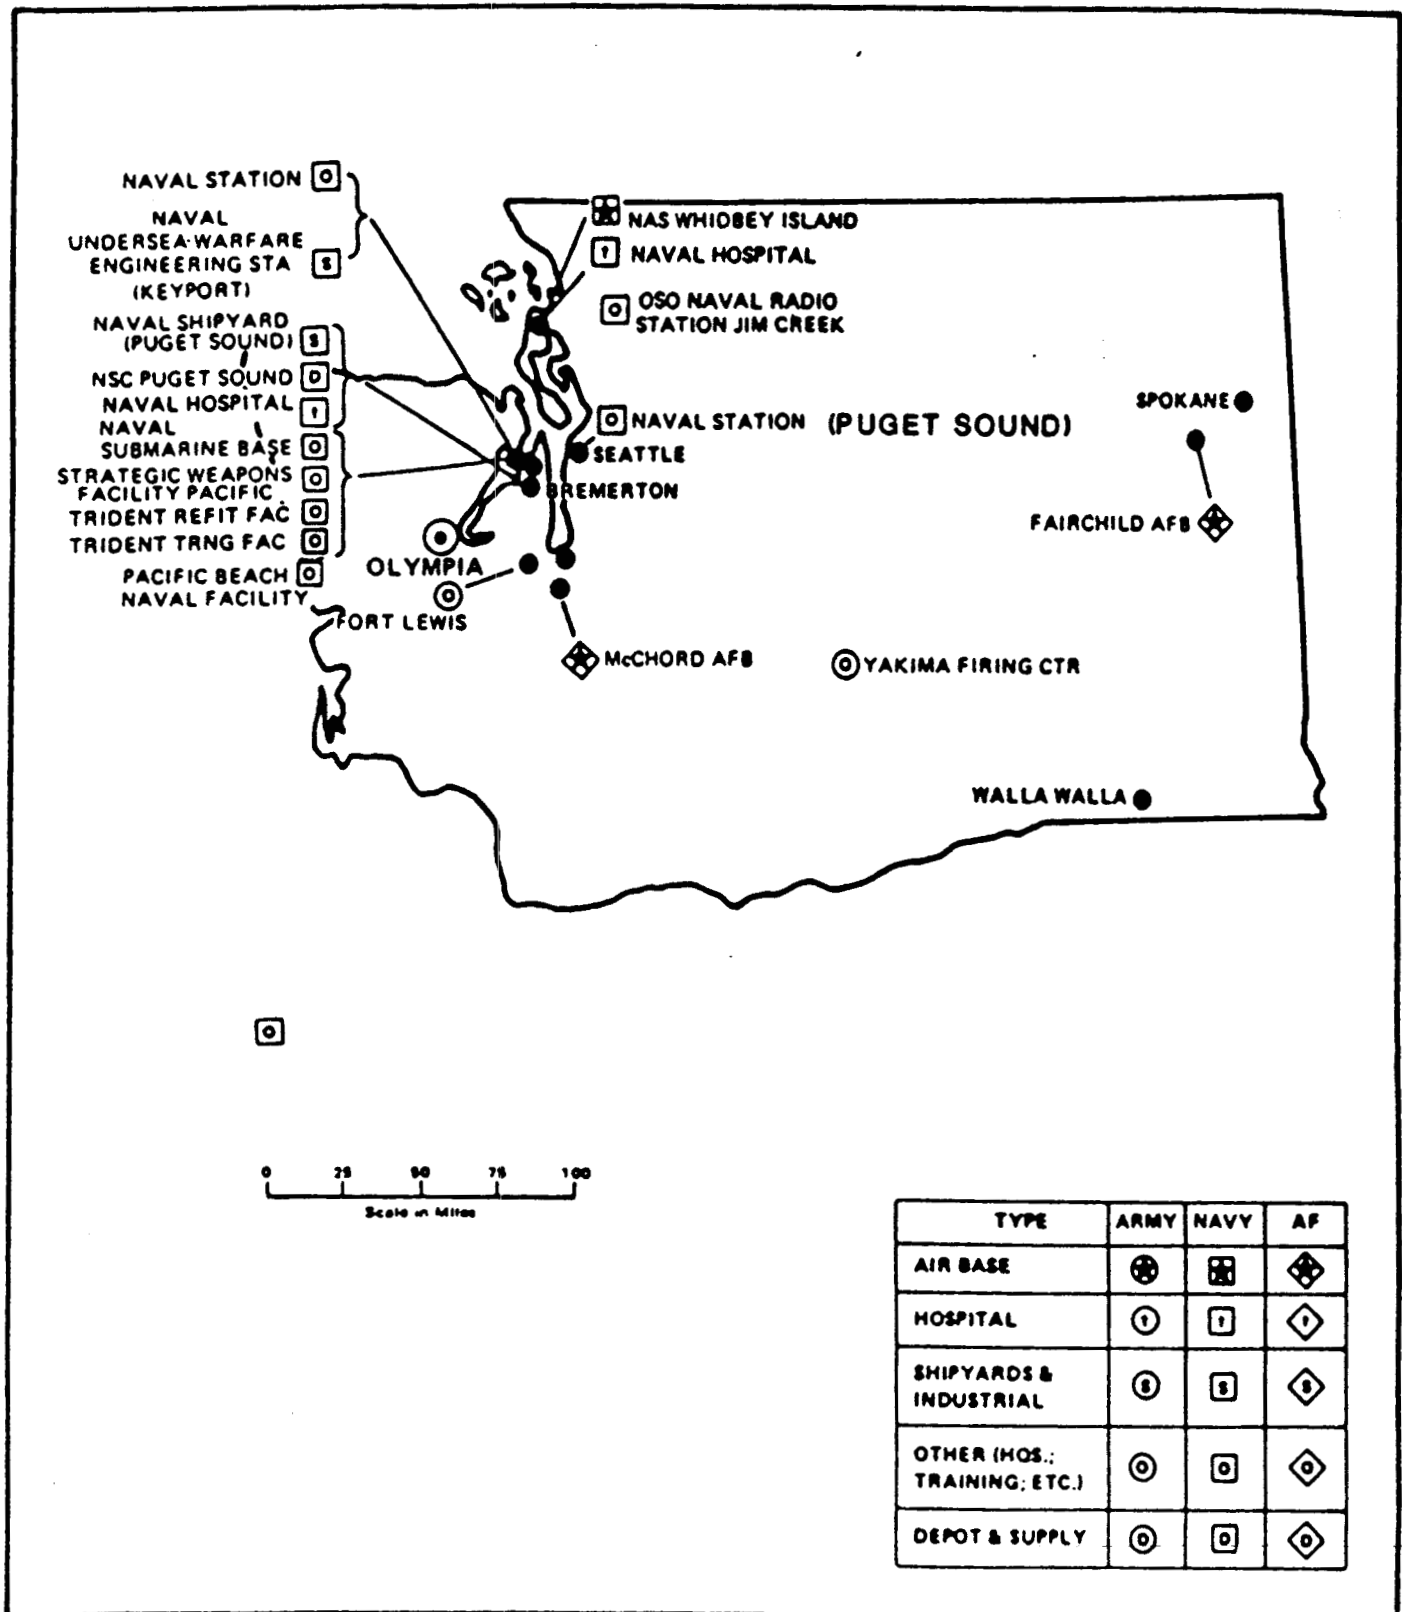 NAVAL STATION
NAVAL
UNDERSEA-WARFARE
ENGINEERING STA
(KEYPORT)
NAVAL SHIPYARD
(PUGET SOUND)
NSC PUGET SOUND
NAVAL HOSPITAL
NAVAL
SUBMARINE BASE
STRATEGIC WEAPONS
FACILITY PACIFIC
TRIDENT REFIT FAC
TRIDENT TRNG FAC
PACIFIC BEACH
NAVAL FACILITY
NAS WHIDBEY ISLAND
NAVAL HOSPITAL
OSO NAVAL RADIO
STATION JIM CREEK
NAVAL STATION (PUGET SOUND)
SEATTLE
BREMERTON
OLYMPIA
FORT LEWIS
McCHORD AFB
YAKIMA FIRING CTR
SPOKANE
FAIRCHILD AFB
WALLA WALLA
0 25 50 75 100
Scale in Miles
TYPE ARMY NAVY AF
AIR BASE
HOSPITAL
SHIPYARDS &
INDUSTRIAL
OTHER (HOS.;
TRAINING; ETC.)
DEPOT & SUPPLY